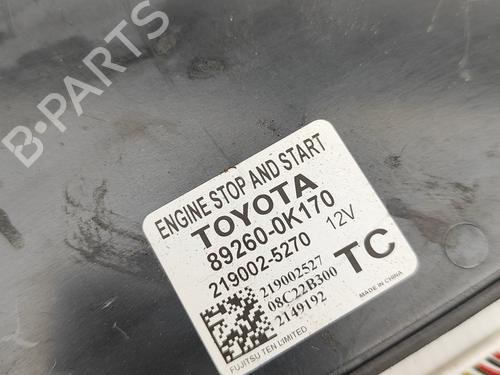 B-PARTS
ENGINE STOP AND START
TOYOTA
89260-0K170 12V
219002-5270
TC
219002527
08C22B300
2149192
MADE IN CHINA
FUJITSU TEN LIMITED